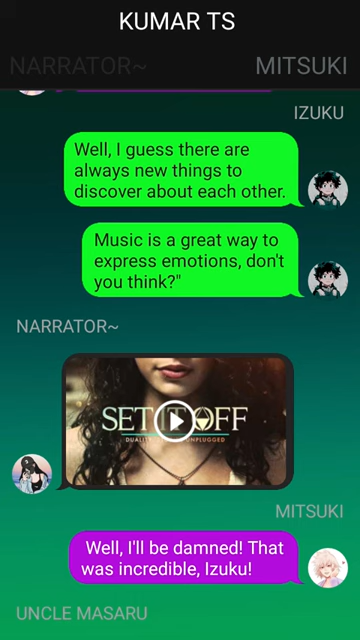 KUMAR TS
NARRATOR~
MITSUKI
IZUKU
Well, I guess there are
always new things to
discover about each other.
Music is a great way to
express emotions, don't
you think?"
NARRATOR~
SET IT OFF
UNPLUGGED
MITSUKI
Well, I'll be damned! That
was incredible, Izuku!
UNCLE MASARU